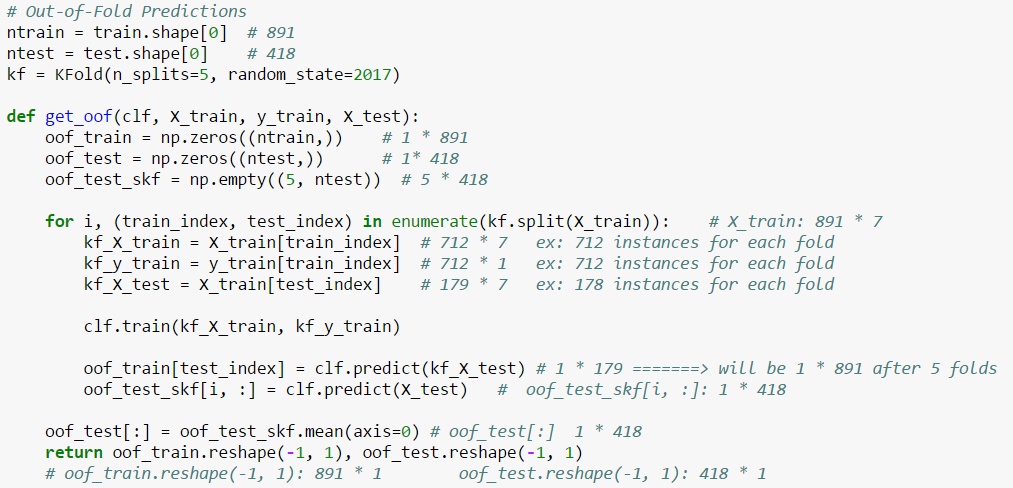 # Out-of-Fold Predictions
ntrain = train.shape[0]  # 891
ntest = test.shape[0]    # 418
kf = KFold(n_splits=5, random_state=2017)

def get_oof(clf, X_train, y_train, X_test):
    oof_train = np.zeros((ntrain,))    # 1 * 891
    oof_test = np.zeros((ntest,))      # 1* 418
    oof_test_skf = np.empty((5, ntest))  # 5 * 418

    for i, (train_index, test_index) in enumerate(kf.split(X_train)):    # X_train: 891 * 7
        kf_X_train = X_train[train_index]  # 712 * 7   ex: 712 instances for each fold
        kf_y_train = y_train[train_index]  # 712 * 1   ex: 712 instances for each fold
        kf_X_test = X_train[test_index]    # 179 * 7   ex: 178 instances for each fold

        clf.train(kf_X_train, kf_y_train)

        oof_train[test_index] = clf.predict(kf_X_test) # 1 * 179 =======> will be 1 * 891 after 5 folds
        oof_test_skf[i, :] = clf.predict(X_test)   #  oof_test_skf[i, :]: 1 * 418

    oof_test[:] = oof_test_skf.mean(axis=0) # oof_test[:]  1 * 418
    return oof_train.reshape(-1, 1), oof_test.reshape(-1, 1)
    # oof_train.reshape(-1, 1): 891 * 1        oof_test.reshape(-1, 1): 418 * 1